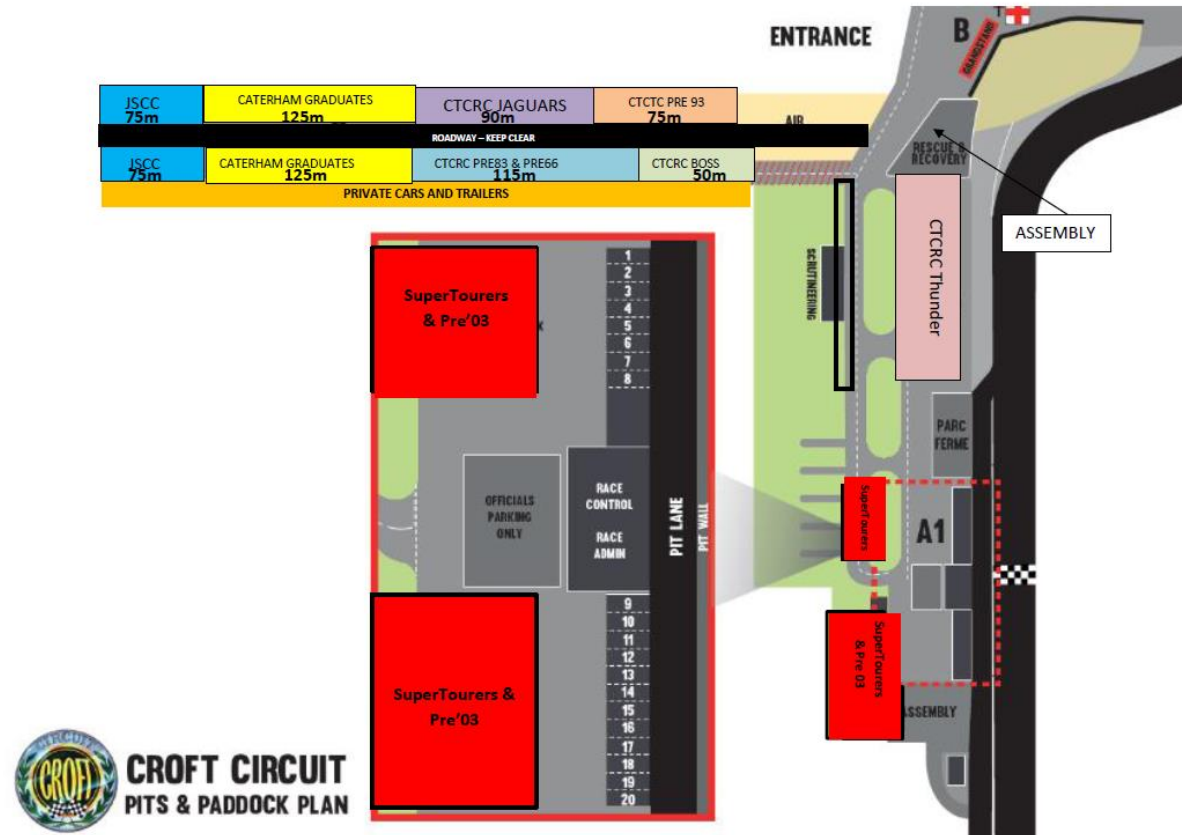 ENTRANCE
B
T
GRANDSTAND
JSCC
75m
CATERHAM GRADUATES
125m
CTCRC JAGUARS
90m
CTCTC PRE 93
75m
AIR
ROADWAY – KEEP CLEAR
JSCC
75m
CATERHAM GRADUATES
125m
CTCRC PRE83 & PRE66
115m
CTCRC BOSS
50m
PRIVATE CARS AND TRAILERS
RESCUE &
RECOVERY
ASSEMBLY
CTCRC Thunder
SCRUTINEERING
SuperTourers
& Pre’03
K
1
2
3
4
5
6
7
8
PARC
FERME
OFFICIALS
PARKING
ONLY
RACE
CONTROL
RACE
ADMIN
PIT LANE
PIT WALL
SuperTourers
A1
9
10
11
12
13
14
15
16
17
18
19
20
SuperTourers &
Pre’03
SuperTourers
& Pre 03
ASSEMBLY
CIRCUIT
CROFT
CROFT CIRCUIT
PITS & PADDOCK PLAN